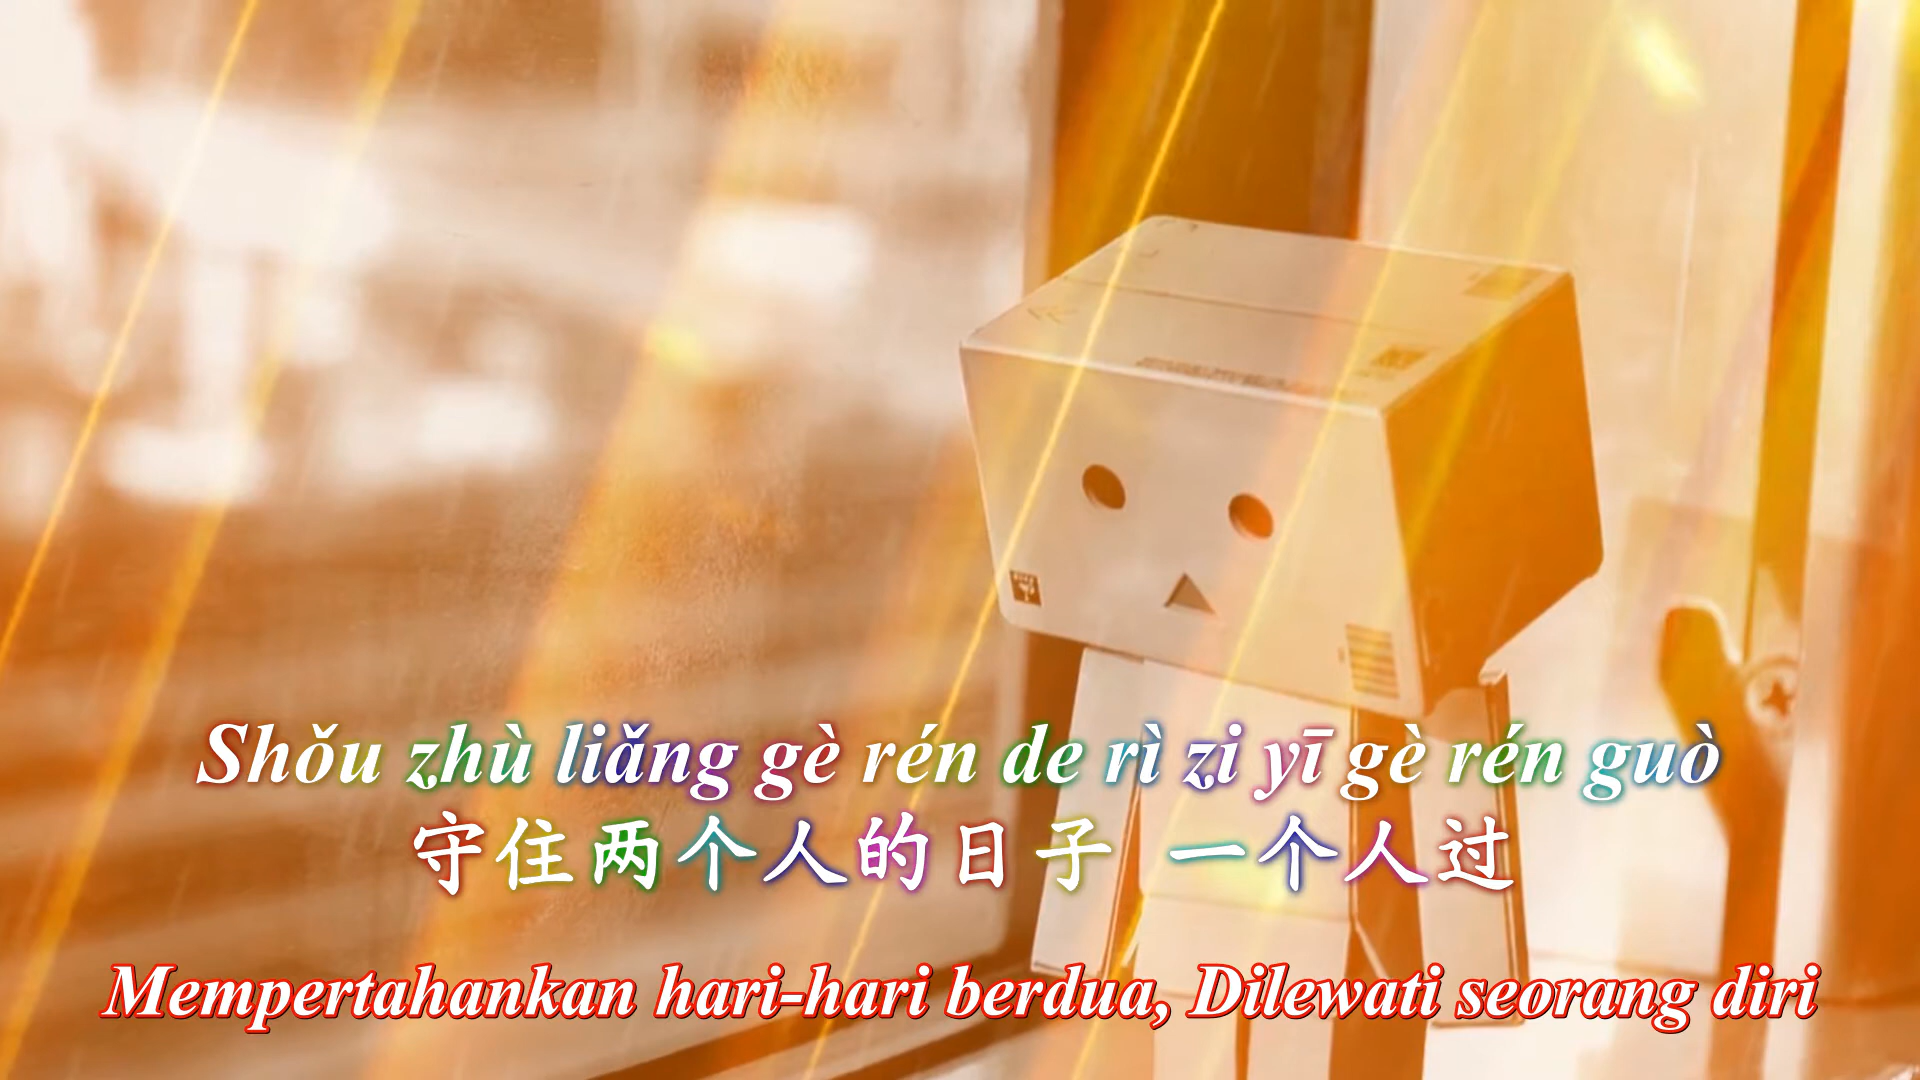 Shǒu zhù liǎng gè rén de rì zi yī gè rén guò
守住两个人的日子 一个人过
Mempertahankan hari-hari berdua, Dilewati seorang diri